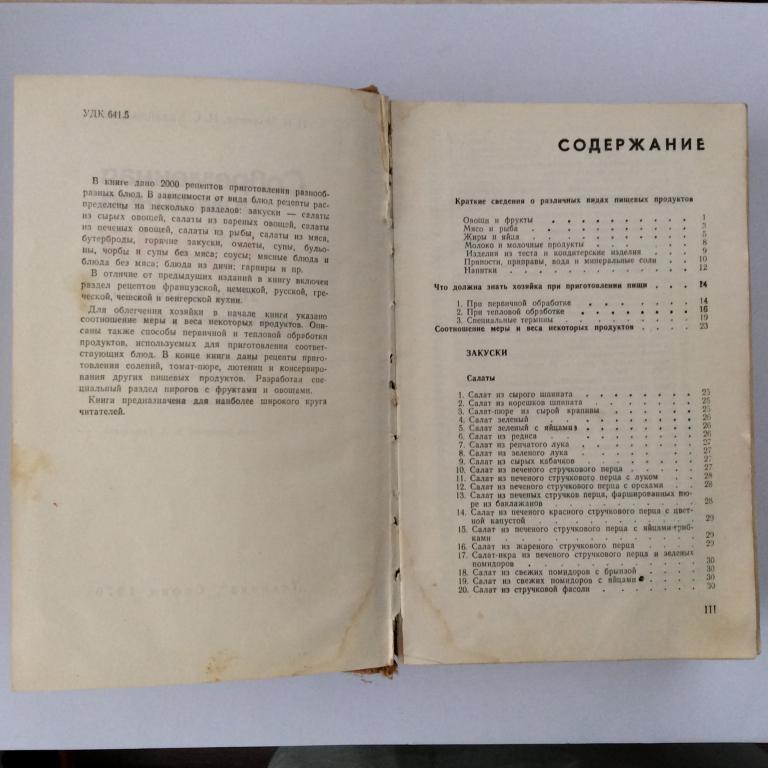 УДК 641.5
В книге дано 2000 рецептов приготовления разнооб-
разных блюд. В зависимости от вида блюд рецепты рас-
пределены на несколько разделов: закуски — салаты
из сырых овощей, салаты из вареных овощей, салаты
из печеных овощей, салаты из рыбы, салаты из мяса,
бутерброды, горячие закуски, омлеты, супы, бульо-
ны, чорбы и супы без мяса; соусы; мясные блюда и
блюда без мяса; блюда из дичи; гарниры и пр.
В отличие от предыдущих изданий в книгу включен
раздел рецептов французской, немецкой, русской, гре-
ческой, чешской и венгерской кухни.
Для облегчения хозяйки в начале книги указано
соотношение меры и веса некоторых продуктов. Опи-
саны также способы первичной и тепловой обработки
продуктов, используемых для приготовления соответ-
ствующих блюд. В конце книги даны рецепты приго-
товления солений, томат-пюре, лютениц и консервиро-
вания других пищевых продуктов. Разработан спе-
циальный раздел пирогов с фруктами и овощами.
Книга предназначена для наиболее широкого круга
читателей.
СОДЕРЖАНИЕ
Краткие сведения о различных видах пищевых продуктов
Овощи и фрукты . . . . . . . . . . 1
Мясо и рыба . . . . . . . . . . . 3
Жиры и яйца . . . . . . . . . . . 5
Молоко и молочные продукты . . . . . . 8
Изделия из теста и кондитерские изделия . . . 9
Пряности, приправы, вода и минеральные соли . . 10
Напитки . . . . . . . . . . . . 12
Что должна знать хозяйка при приготовлении пищи . . . 14
1. При первичной обработке . . . . . . . 14
2. При тепловой обработке . . . . . . . 16
3. Специальные термины . . . . . . . . 19
Соотношение меры и веса некоторых продуктов . . . . 23
ЗАКУСКИ
Салаты
1. Салат из сырого шпината . . . . . . . 25
2. Салат из корешков шпината . . . . . . 25
3. Салат-пюре из сырой крапивы . . . . . . 25
4. Салат зеленый . . . . . . . . . 26
5. Салат зеленый с яйцами . . . . . . . 26
6. Салат из редиса . . . . . . . . . 26
7. Салат из репчатого лука . . . . . . . 27
8. Салат из зеленого лука . . . . . . . 27
9. Салат из сырых кабачков . . . . . . . 27
10. Салат из печеного стручкового перца . . . . 27
11. Салат из печеного стручкового перца с луком . . 28
12. Салат из печеного стручкового перца с орехами . . 28
13. Салат из печеных стручков перца, фаршированных пю-
ре из баклажанов . . . . . . . . . 28
14. Салат из печеного красного стручкового перца с цвет-
ной капустой . . . . . . . . . . 29
15. Салат из печеного стручкового перца с яйцами-гриб-
ками . . . . . . . . . . . . 29
16. Салат из жареного стручкового перца . . . . 29
17. Салат-икра из печеного стручкового перца и зеленых
помидоров . . . . . . . . . . . 30
18. Салат из свежих помидоров с брынзой . . . . 30
19. Салат из свежих помидоров с яйцами . . . . 30
20. Салат из стручковой фасоли . . . . . . 30
III